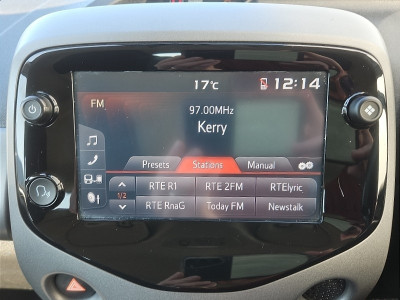 17°C 12:14
FM
97.00MHz
Kerry
Presets Stations Manual
1/2 RTE R1 RTE 2FM RTElyric
RTE RnaG Today FM Newstalk